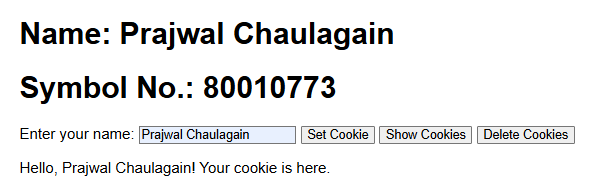 Name: Prajwal Chaulagain
Symbol No.: 80010773
Enter your name: Prajwal Chaulagain Set Cookie Show Cookies Delete Cookies
Hello, Prajwal Chaulagain! Your cookie is here.